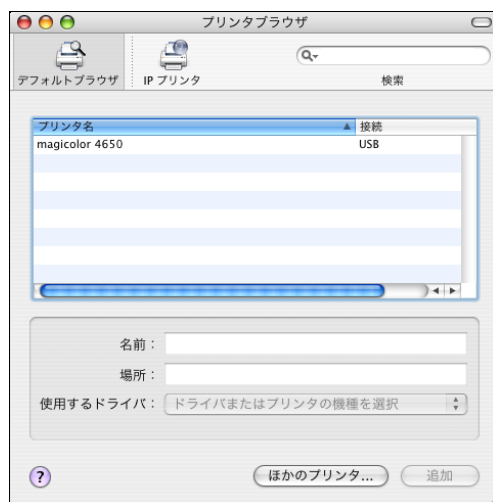 プリンタブラウザ
デフォルトブラウザ IP プリンタ 検索
プリンタ名 接続
magicolor 4650 USB
名前：
場所：
使用するドライバ： ドライバまたはプリンタの機種を選択
? ほかのプリンタ... 追加